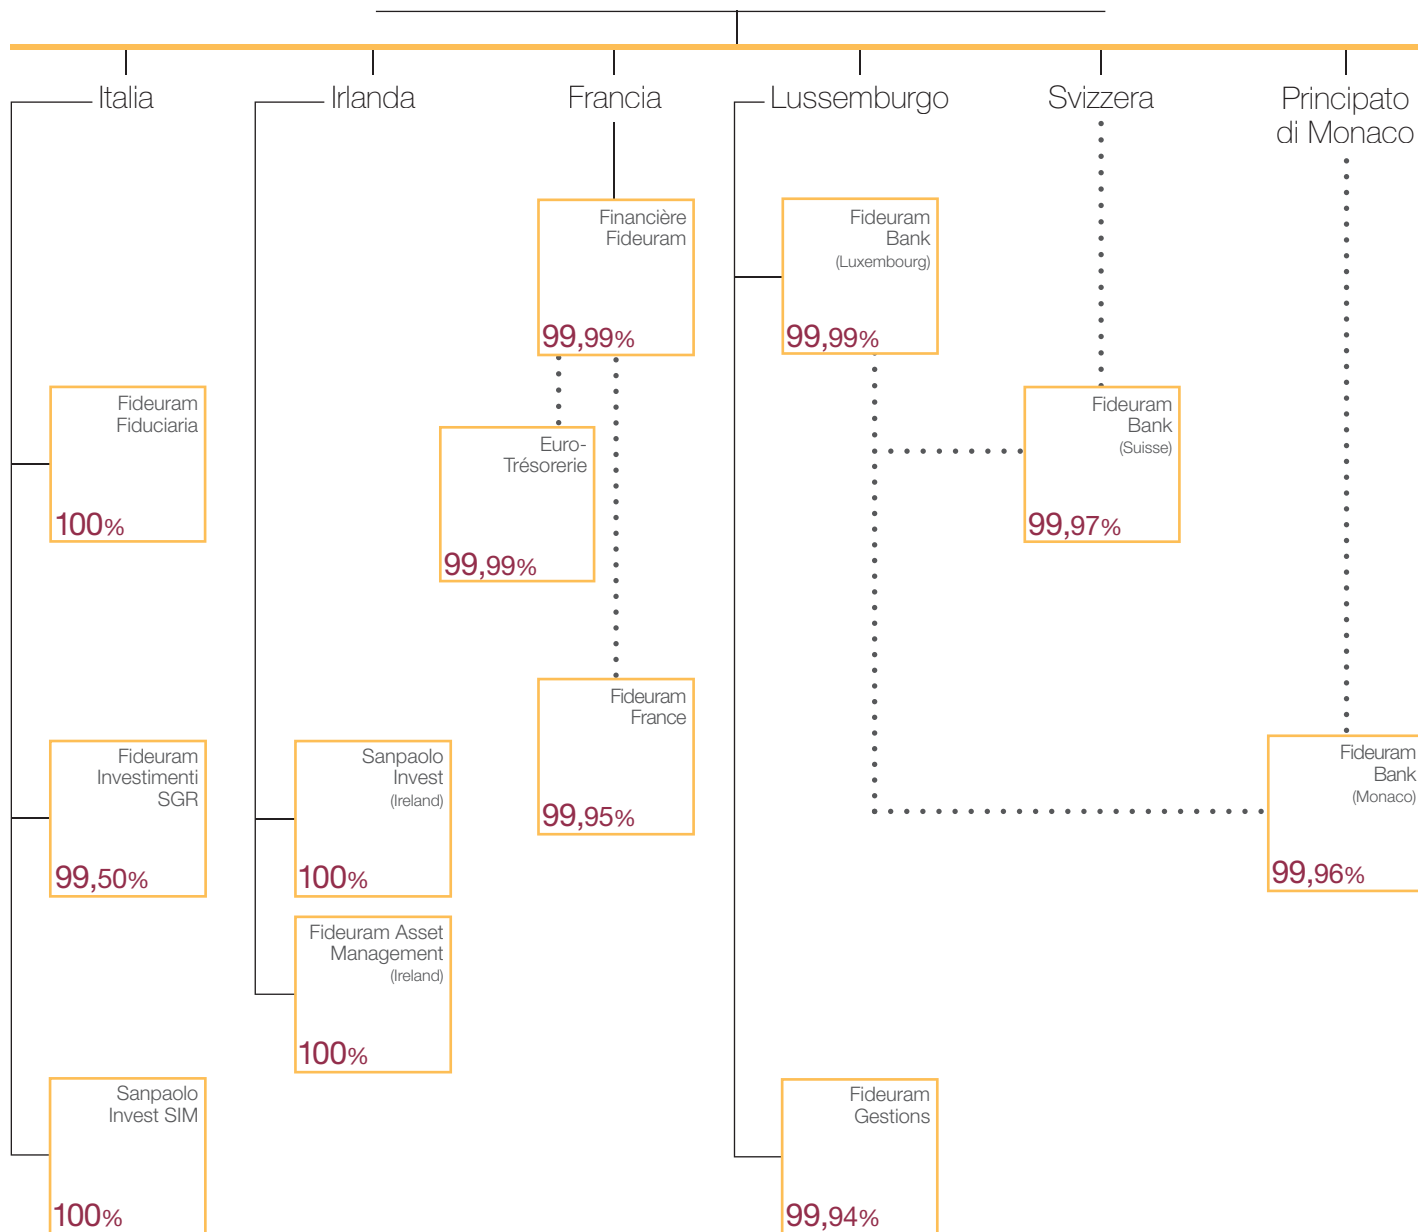 Italia
Irlanda
Francia
Lussemburgo
Svizzera
Principato
di Monaco
Financière
Fideuram
99,99%
Fideuram
Bank
(Luxembourg)
99,99%
Fideuram
Fiduciaria
100%
Euro-
Trésorerie
99,99%
Fideuram
Bank
(Suisse)
99,97%
Fideuram
France
99,95%
Fideuram
Investimenti
SGR
99,50%
Sanpaolo
Invest
(Ireland)
100%
Fideuram
Bank
(Monaco)
99,96%
Fideuram Asset
Management
(Ireland)
100%
Sanpaolo
Invest SIM
100%
Fideuram
Gestions
99,94%